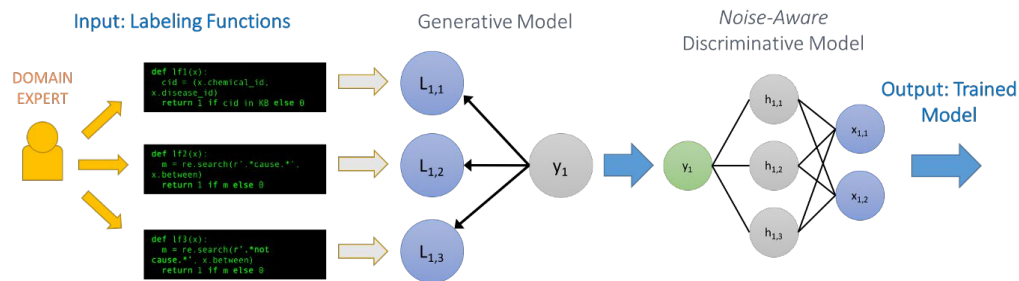 Input: Labeling Functions
Generative Model
Noise-Aware
Discriminative Model
DOMAIN
EXPERT
def lf1(x):
cid = (x.chemical_id,
x.disease_id)
return 1 if cid in KB else 0
def lf2(x):
m = re.search(r'.*cause.*',
x.between)
return 1 if m else 0
def lf3(x):
m = re.search(r'.*not
cause.*', x.between)
return 1 if m else 0
L1,1
L1,2
L1,3
y1
y1
h1,1
h1,2
h1,3
x1,1
x1,2
Output: Trained
Model